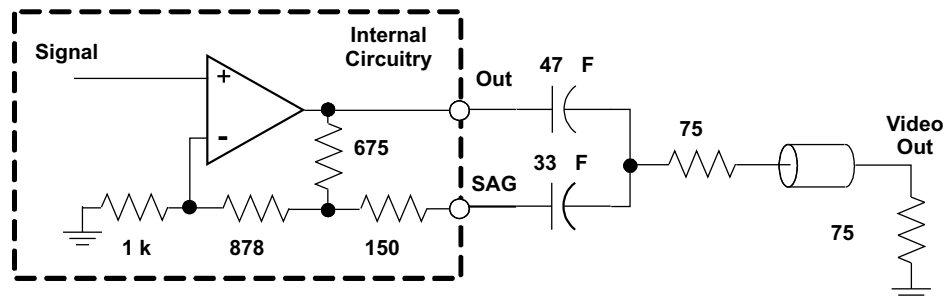 Signal
Internal
Circuitry
Out
47 F
+
-
675
75
Video
Out
33 F
SAG
1 k
878
150
75